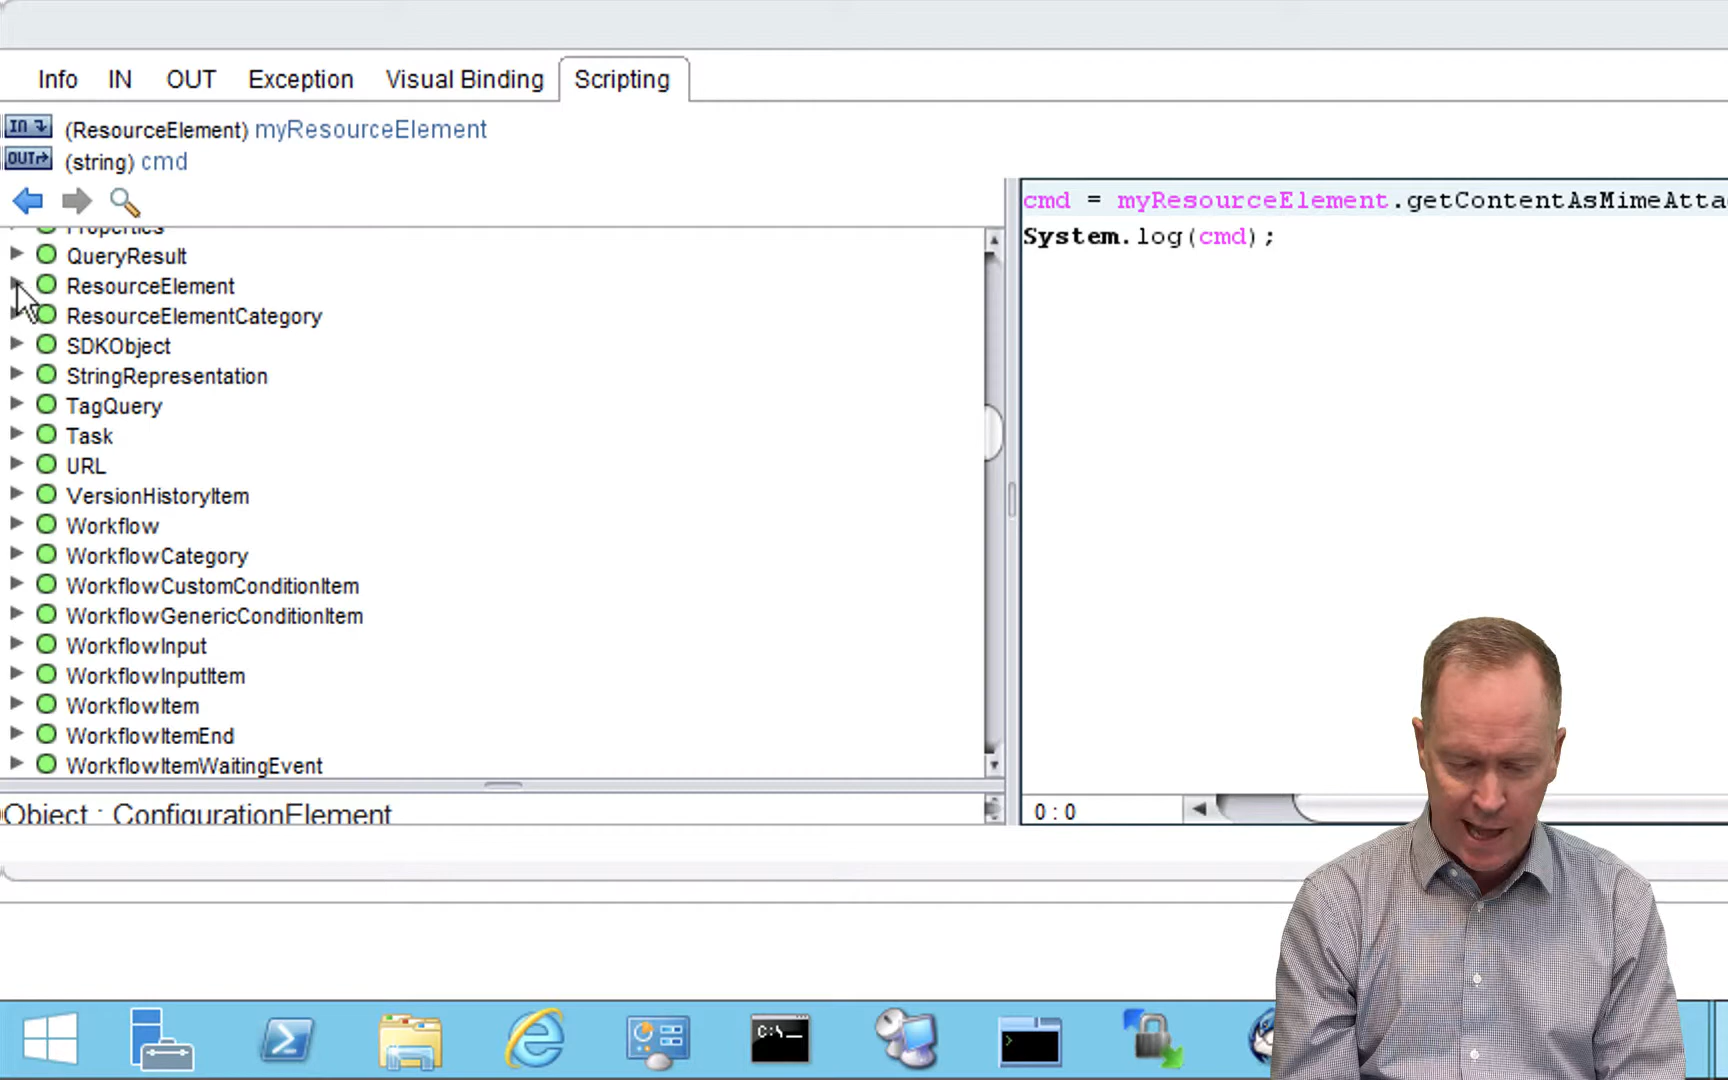 Info IN OUT Exception Visual Binding Scripting
IN (ResourceElement) myResourceElement
OUT (string) cmd
Properties
QueryResult
ResourceElement
ResourceElementCategory
SDKObject
StringRepresentation
TagQuery
Task
URL
VersionHistoryItem
Workflow
WorkflowCategory
WorkflowCustomConditionItem
WorkflowGenericConditionItem
WorkflowInput
WorkflowInputItem
WorkflowItem
WorkflowItemEnd
WorkflowItemWaitingEvent
Object : ConfigurationElement
cmd = myResourceElement.getContentAsMimeAtta
System.log(cmd);
0 : 0
C:\._